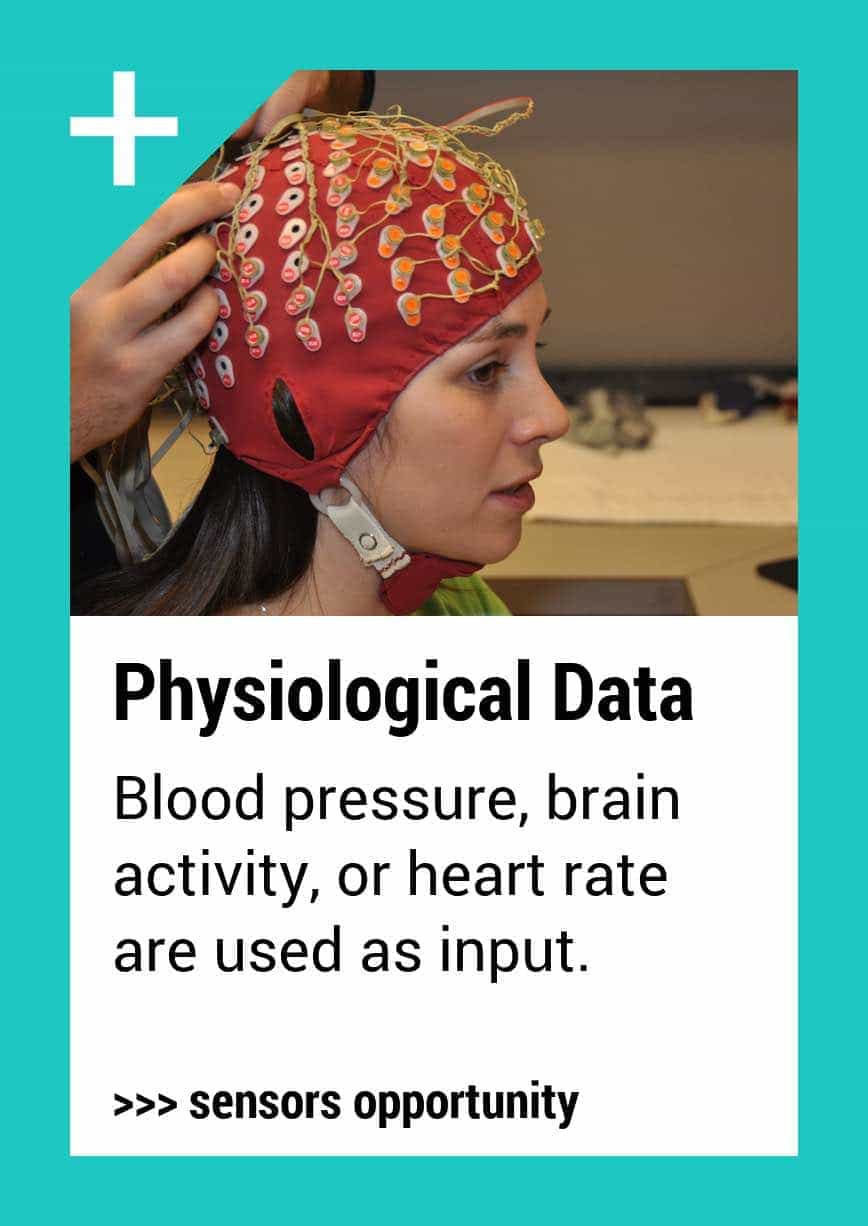 Physiological Data
Blood pressure, brain
activity, or heart rate
are used as input.
>>> sensors opportunity